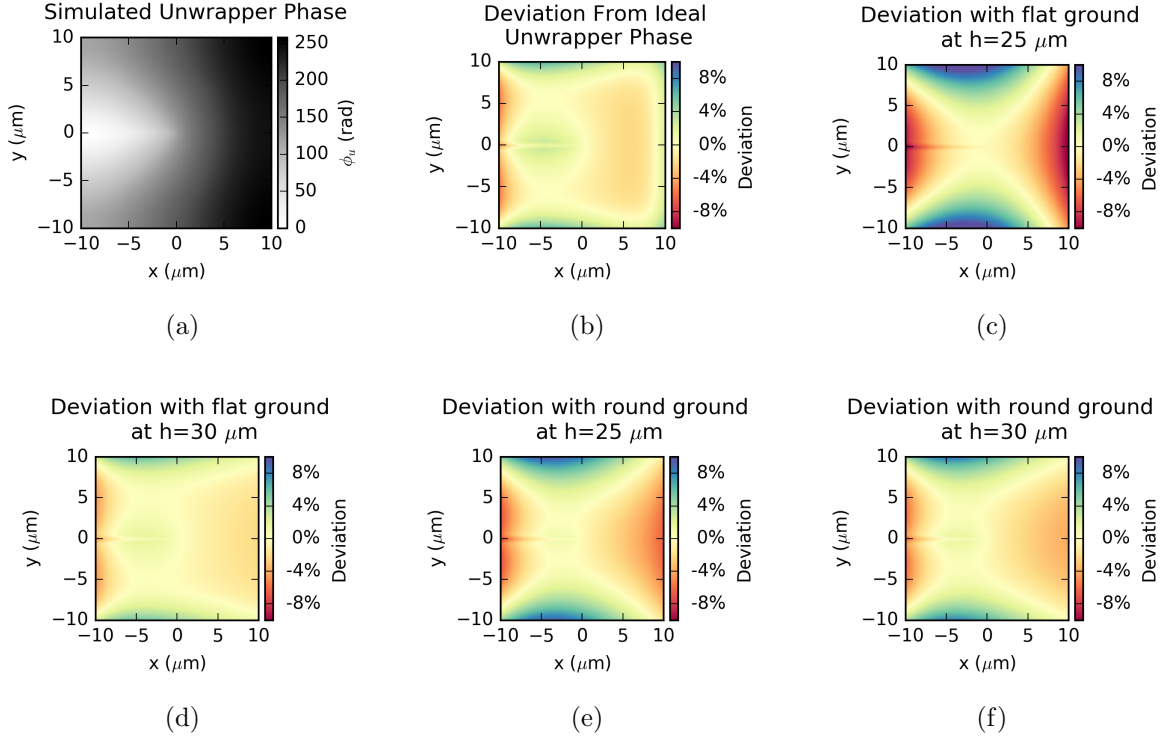 Simulated Unwrapper Phase
10
5
0
−5
−10
y (μm)
−10 −5 0 5 10
x (μm)
250
200
150
100
50
0
ϕu (rad)
(a)
Deviation From Ideal
Unwrapper Phase
10
5
0
−5
−10
y (μm)
−10 −5 0 5 10
x (μm)
8%
4%
0%
-4%
-8%
Deviation
(b)
Deviation with flat ground
at h=25 μm
10
5
0
−5
−10
y (μm)
−10 −5 0 5 10
x (μm)
8%
4%
0%
-4%
-8%
Deviation
(c)
Deviation with flat ground
at h=30 μm
10
5
0
−5
−10
y (μm)
−10 −5 0 5 10
x (μm)
8%
4%
0%
-4%
-8%
Deviation
(d)
Deviation with round ground
at h=25 μm
10
5
0
−5
−10
y (μm)
−10 −5 0 5 10
x (μm)
8%
4%
0%
-4%
-8%
Deviation
(e)
Deviation with round ground
at h=30 μm
10
5
0
−5
−10
y (μm)
−10 −5 0 5 10
x (μm)
8%
4%
0%
-4%
-8%
Deviation
(f)